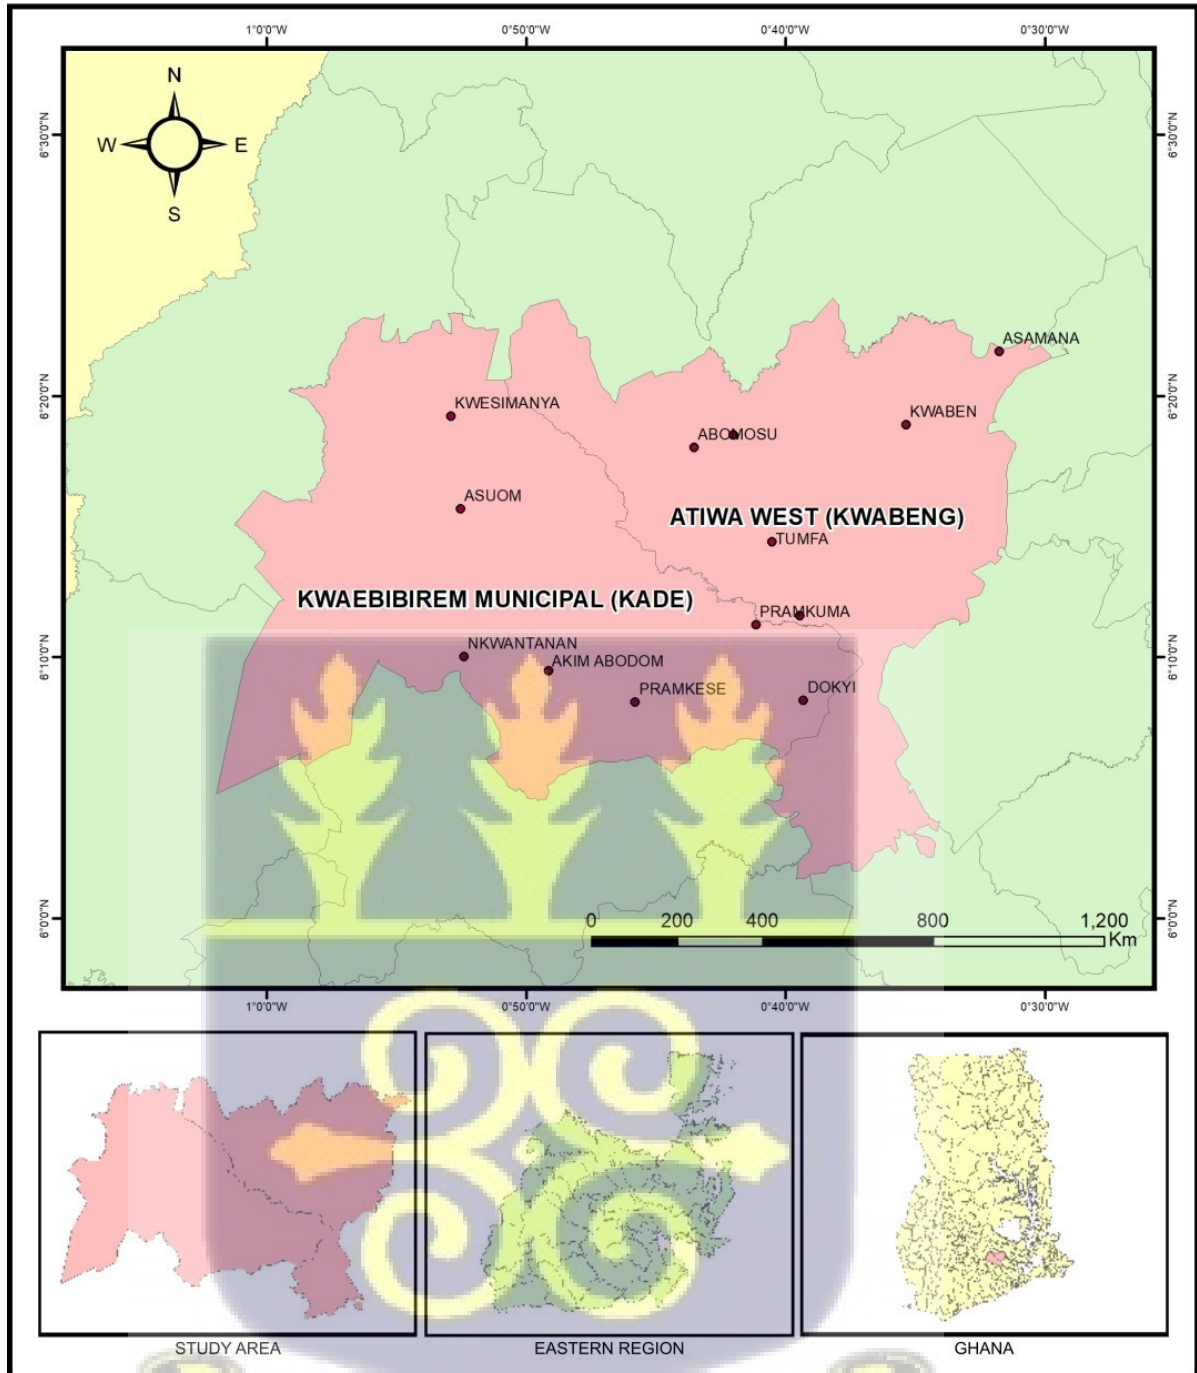 1°0'0"W 0°50'0"W 0°40'0"W 0°30'0"W
N
W E
S
6°30'0"N 6°30'0"N
ASAMANA
6°20'0"N 6°20'0"N
KWESIMANYA
KWABEN
ABOMOSU
ASUOM
ATIWA WEST (KWABENG)
TUMFA
KWAEBIBIREM MUNICIPAL (KADE)
PRAMKUMA
NKWANTANAN
6°10'0"N 6°10'0"N
AKIM ABODOM
PRAMKESE
DOKYI
6°0'0"N 6°0'0"N
0 200 400 800 1,200
Km
1°0'0"W 0°50'0"W 0°40'0"W 0°30'0"W
STUDY AREA EASTERN REGION GHANA